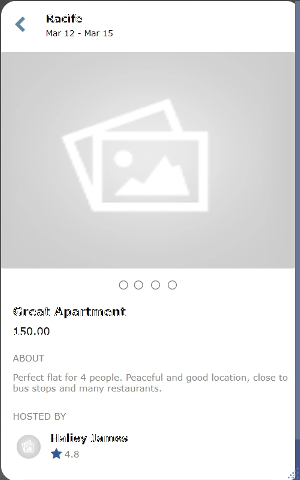 Racife
Mar 12 - Mar 15
Great Apartment
150.00
ABOUT
Perfect flat for 4 people. Peaceful and good location, close to
bus stops and many restaurants.
HOSTED BY
Hailey James
4.8